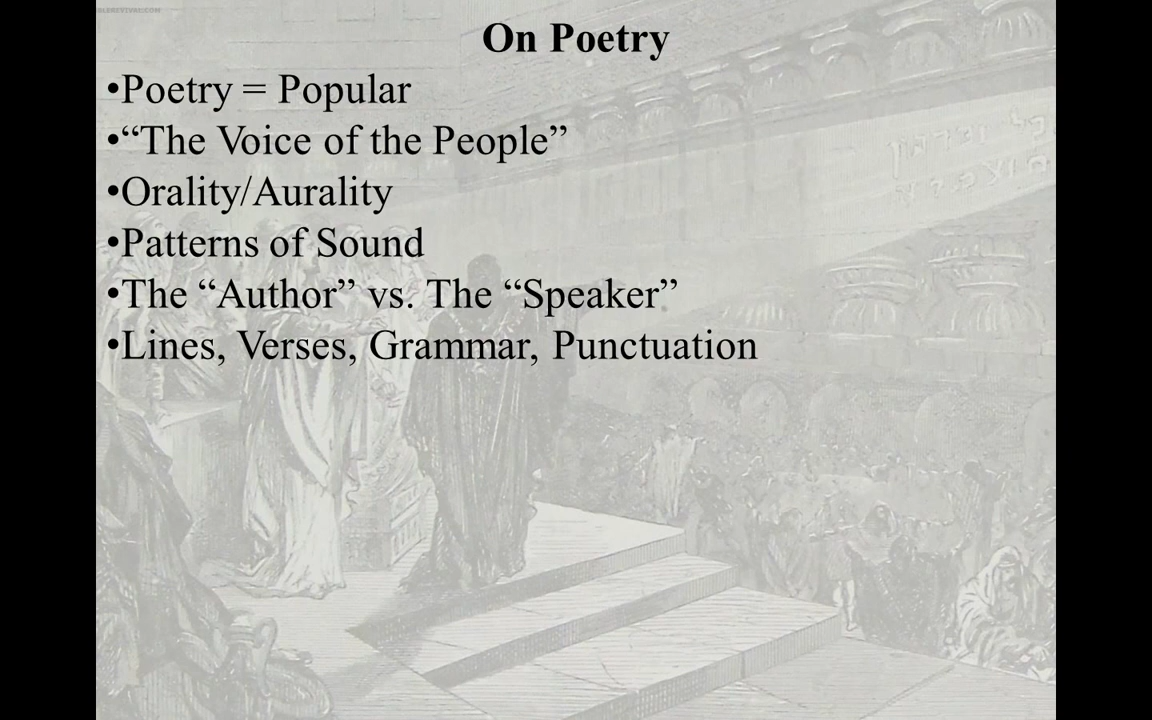 On Poetry
•Poetry = Popular
•“The Voice of the People”
•Orality/Aurality
•Patterns of Sound
•The “Author” vs. The “Speaker”
•Lines, Verses, Grammar, Punctuation